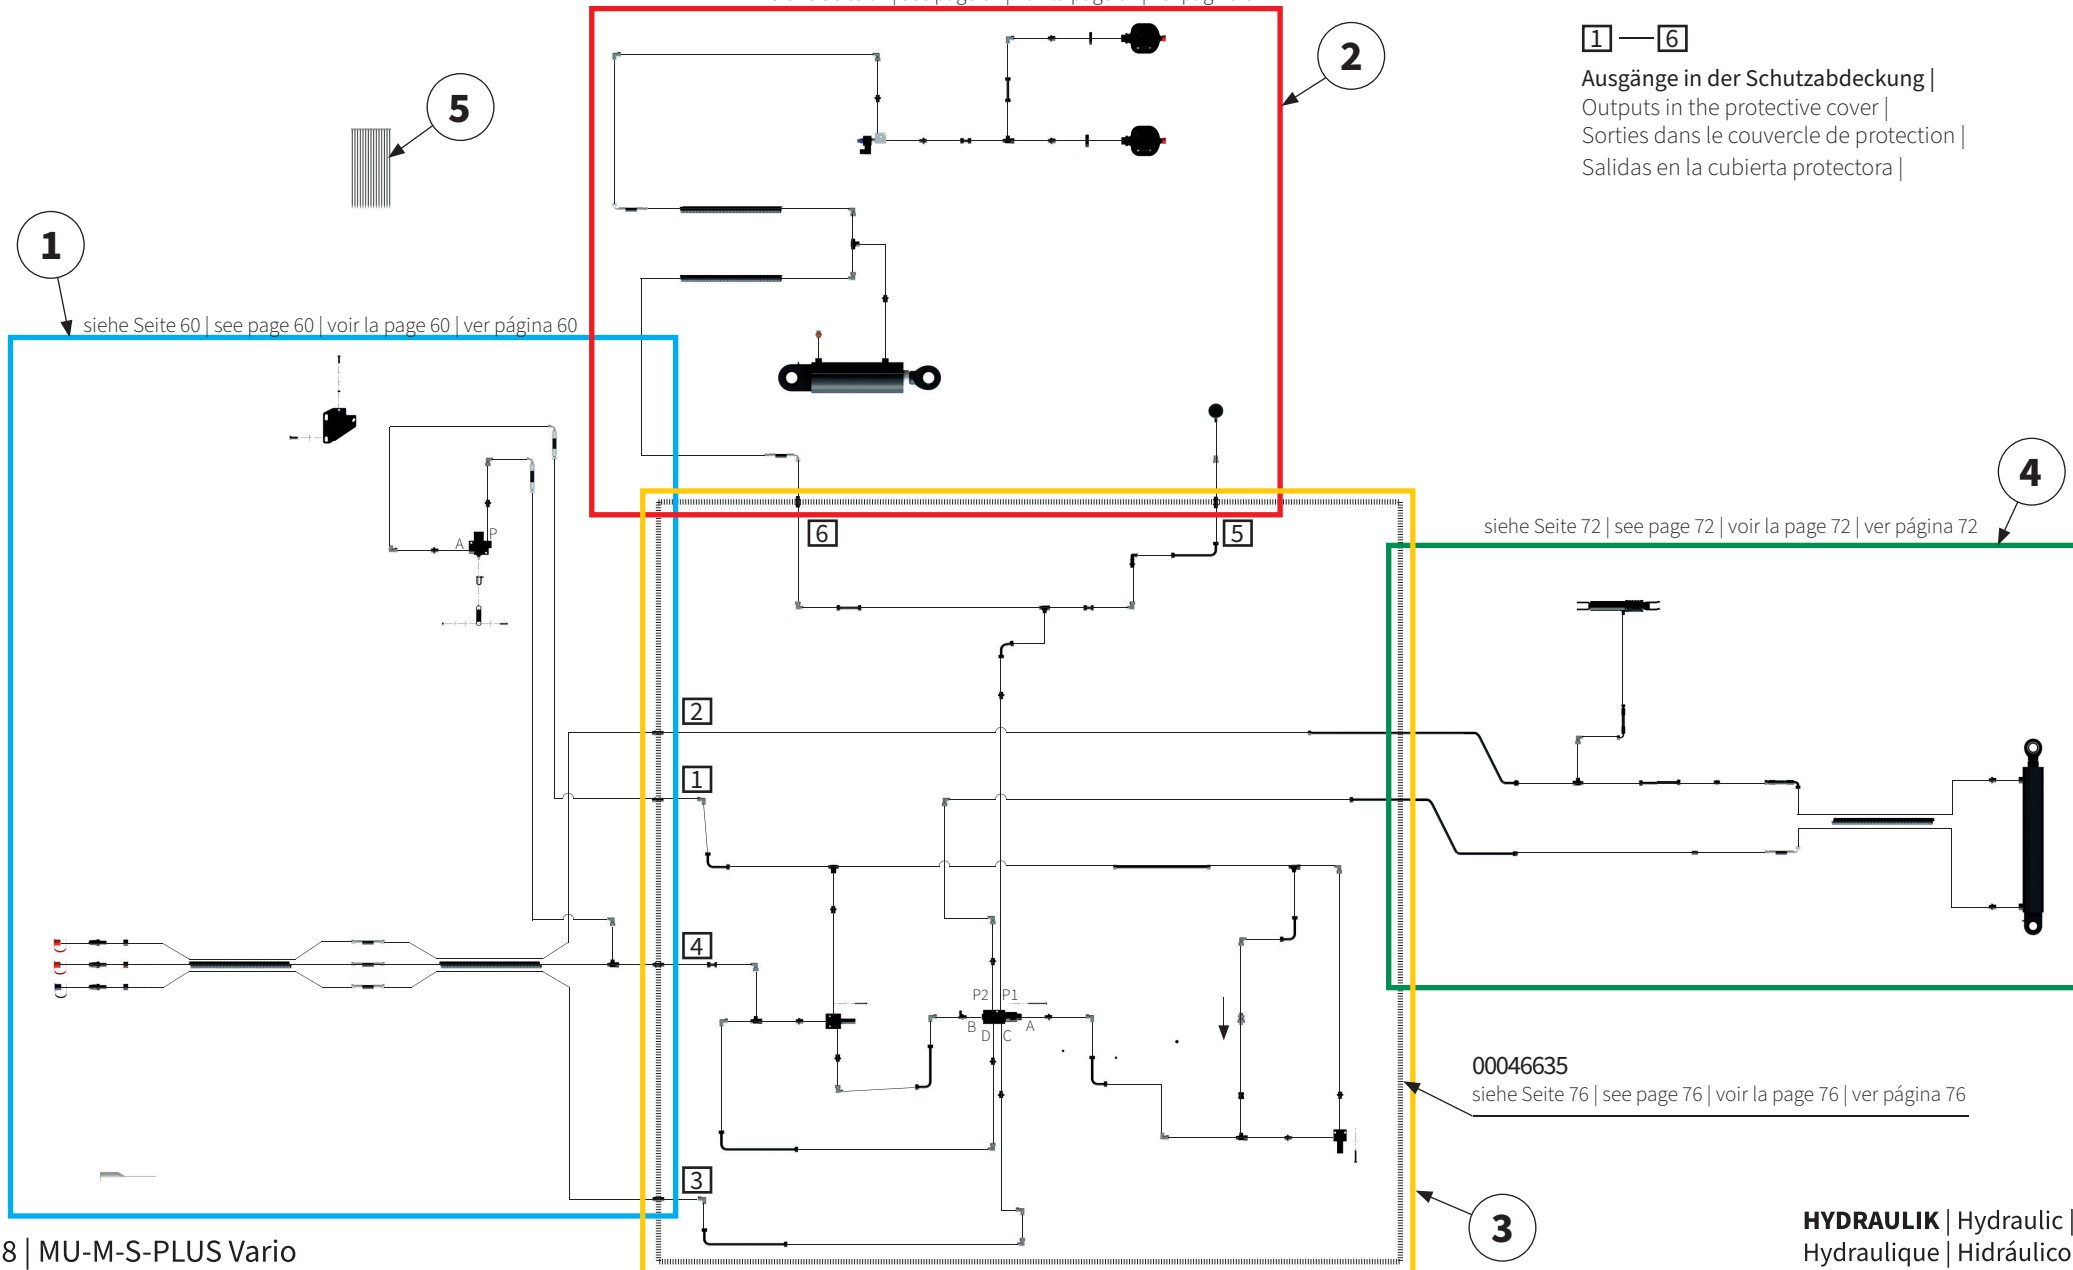 2
1 — 6
Ausgänge in der Schutzabdeckung |
Outputs in the protective cover |
Sorties dans le couvercle de protection |
Salidas en la cubierta protectora |
5
1
siehe Seite 60 | see page 60 | voir la page 60 | ver página 60
4
siehe Seite 72 | see page 72 | voir la page 72 | ver página 72
6
5
P
A
2
1
4
P2 P1
B A
D C
00046635
siehe Seite 76 | see page 76 | voir la page 76 | ver página 76
3
3
8 | MU-M-S-PLUS Vario
HYDRAULIK | Hydraulic |
Hydraulique | Hidráulico